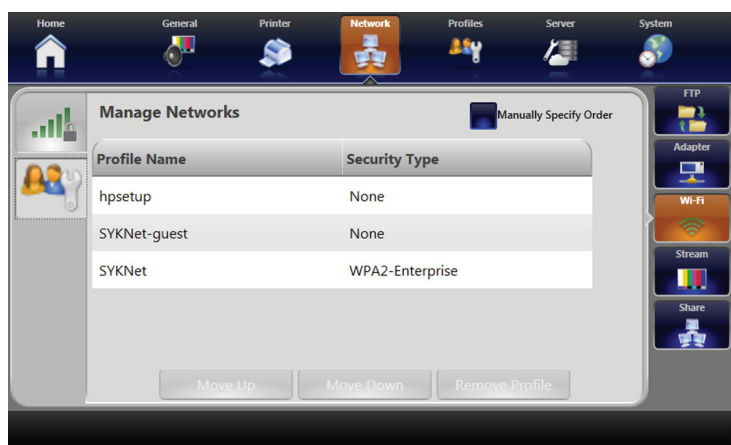 Home General Printer Network Profiles Server System
Manage Networks
Manually Specify Order
Profile Name Security Type
hpsetup None
SYKNet-guest None
SYKNet WPA2-Enterprise
Move Up Move Down Remove Profile
FTP
Adapter
Wi-Fi
Stream
Share